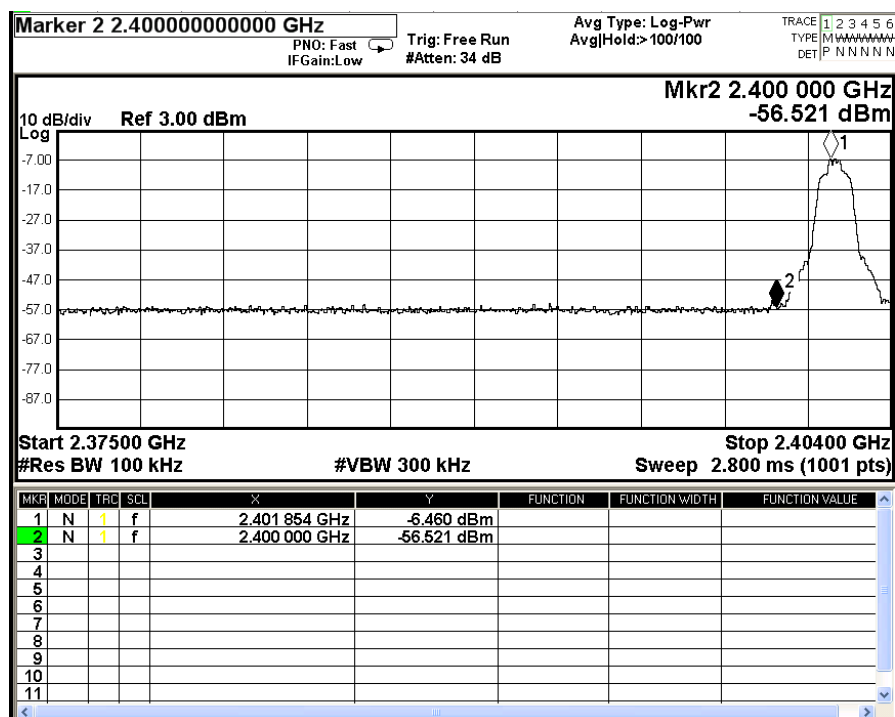 Marker 2 2.400000000000 GHz
PNO: Fast
IFGain:Low
Trig: Free Run
#Atten: 34 dB
Avg Type: Log-Pwr
Avg|Hold:>100/100
TRACE 1 2 3 4 5 6
TYPE M
DET P N N N N N
Mkr2 2.400 000 GHz
-56.521 dBm
10 dB/div Ref 3.00 dBm
Log
-7.00
-17.0
-27.0
-37.0
-47.0
-57.0
-67.0
-77.0
-87.0
1
2
Start 2.37500 GHz Stop 2.40400 GHz
#Res BW 100 kHz #VBW 300 kHz Sweep 2.800 ms (1001 pts)
MKR MODE TRC SCL X Y FUNCTION FUNCTION WIDTH FUNCTION VALUE
1 N 1 f 2.401 854 GHz -6.460 dBm
2 N 1 f 2.400 000 GHz -56.521 dBm
3
4
5
6
7
8
9
10
11